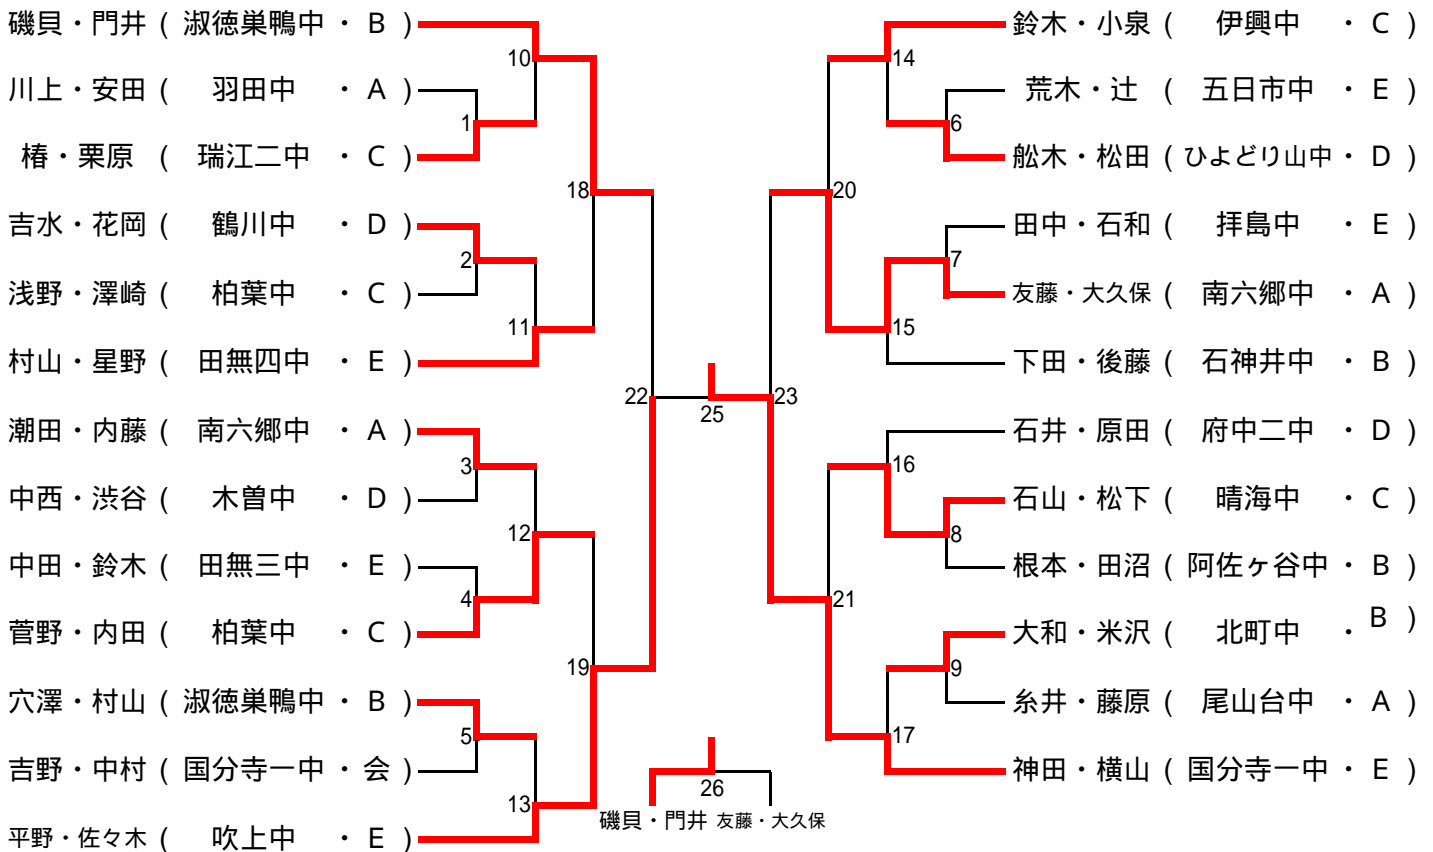 磯貝・門井 ( 淑徳巣鴨中 ・ B )
川上・安田 ( 羽田中 ・ A )
椿・栗原 ( 瑞江二中 ・ C )
吉水・花岡 ( 鶴川中 ・ D )
浅野・澤崎 ( 柏葉中 ・ C )
村山・星野 ( 田無四中 ・ E )
潮田・内藤 ( 南六郷中 ・ A )
中西・渋谷 ( 木曽中 ・ D )
中田・鈴木 ( 田無三中 ・ E )
菅野・内田 ( 柏葉中 ・ C )
穴澤・村山 ( 淑徳巣鴨中 ・ B )
吉野・中村 ( 国分寺一中 ・ 会 )
平野・佐々木 ( 吹上中 ・ E )
1
2
3
4
5
10
11
12
13
18
19
22
25
23
20
21
14
15
16
17
6
7
8
9
鈴木・小泉 ( 伊興中 ・ C )
荒木・辻 ( 五日市中 ・ E )
舩木・松田 ( ひよどり山中 ・ D )
田中・石和 ( 拝島中 ・ E )
友藤・大久保 ( 南六郷中 ・ A )
下田・後藤 ( 石神井中 ・ B )
石井・原田 ( 府中二中 ・ D )
石山・松下 ( 晴海中 ・ C )
根本・田沼 ( 阿佐ヶ谷中 ・ B )
大和・米沢 ( 北町中 ・ B )
糸井・藤原 ( 尾山台中 ・ A )
神田・横山 ( 国分寺一中 ・ E )
26
磯貝・門井 友藤・大久保